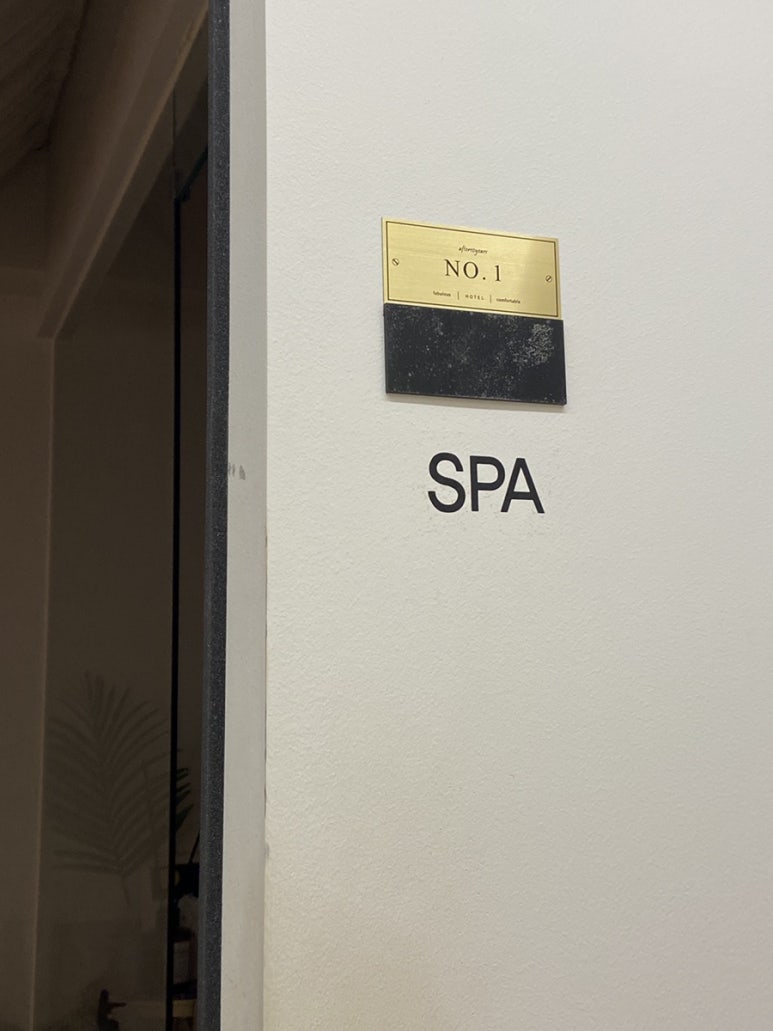 NO. 1
fabulous | HOTEL | comfortable
SPA